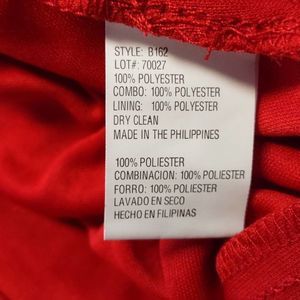 STYLE: B162
LOT#: 70027
100% POLYESTER
COMBO: 100% POLYESTER
LINING: 100% POLYESTER
DRY CLEAN
MADE IN THE PHILIPPINES
100% POLIESTER
COMBINACION: 100% POLIESTER
FORRO: 100% POLIESTER
LAVADO EN SECO
HECHO EN FILIPINAS